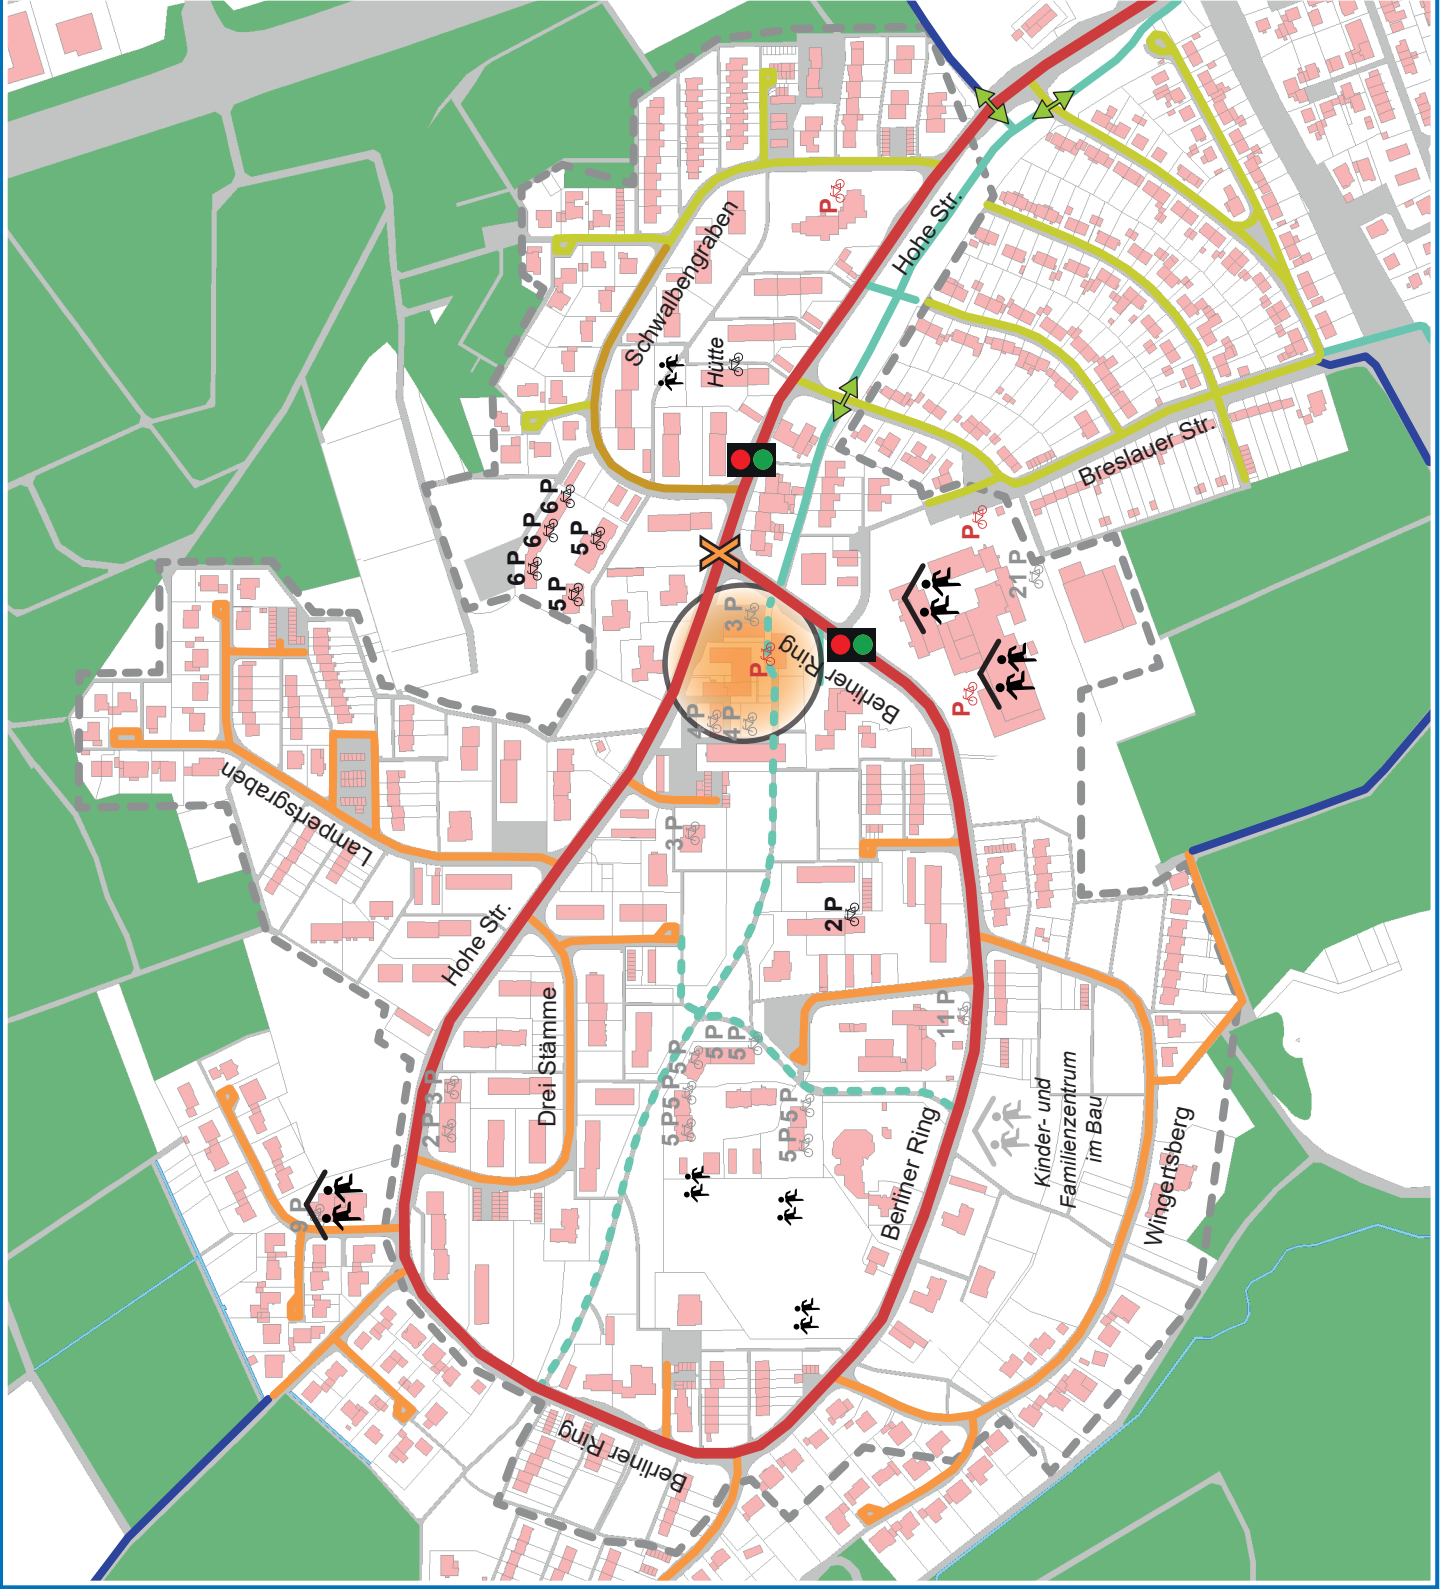 P
Hohe Str.
Schwalbengraben
Hütte
Breslauer Str.
6 P
6 P
5 P
6 P
5 P
P
21 P
3 P
P
Berliner Ring
P
4 P
4 P
Lampertsgraben
3 P
2 P
Hohe Str.
Drei Stämme
11 P
5 P
5 P
5 P
5 P
5 P
3 P
2 P
5 P
5 P
Kinder- und
Familienzentrum
im Bau
Berliner Ring
Wingertsberg
9 P
Berliner Ring